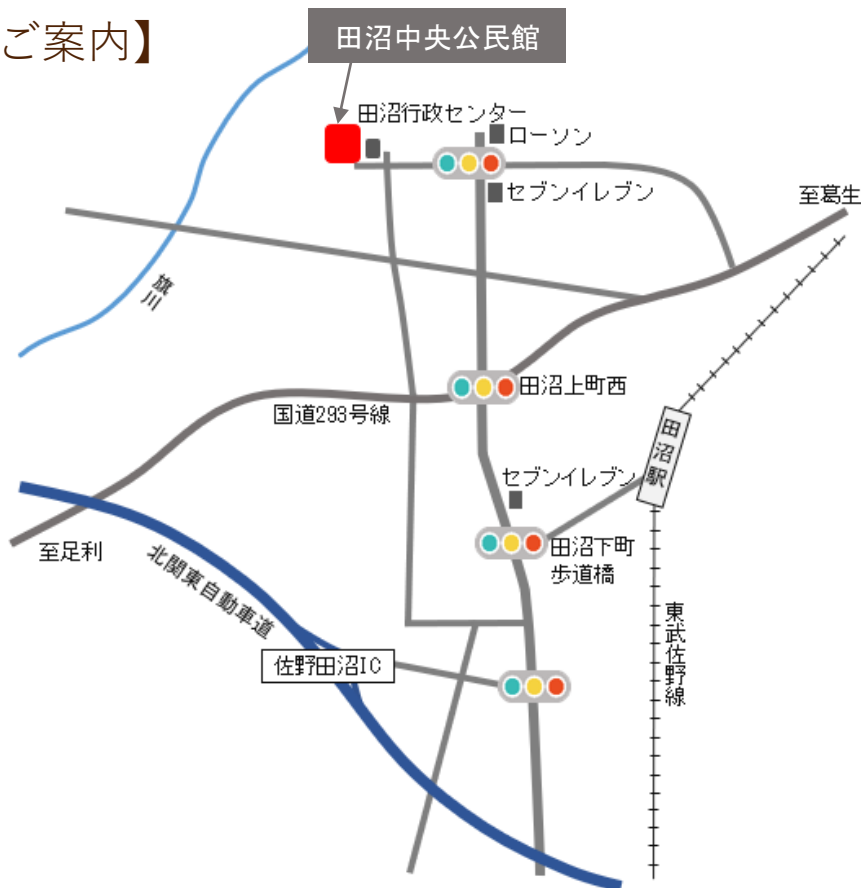 ご案内】
田沼中央公民館
田沼行政センター
ローソン
セブンイレブン
至葛生
旗川
田沼上町西
国道293号線
田沼駅
セブンイレブン
田沼下町
歩道橋
至足利
北関東自動車道
佐野田沼IC
東武佐野線